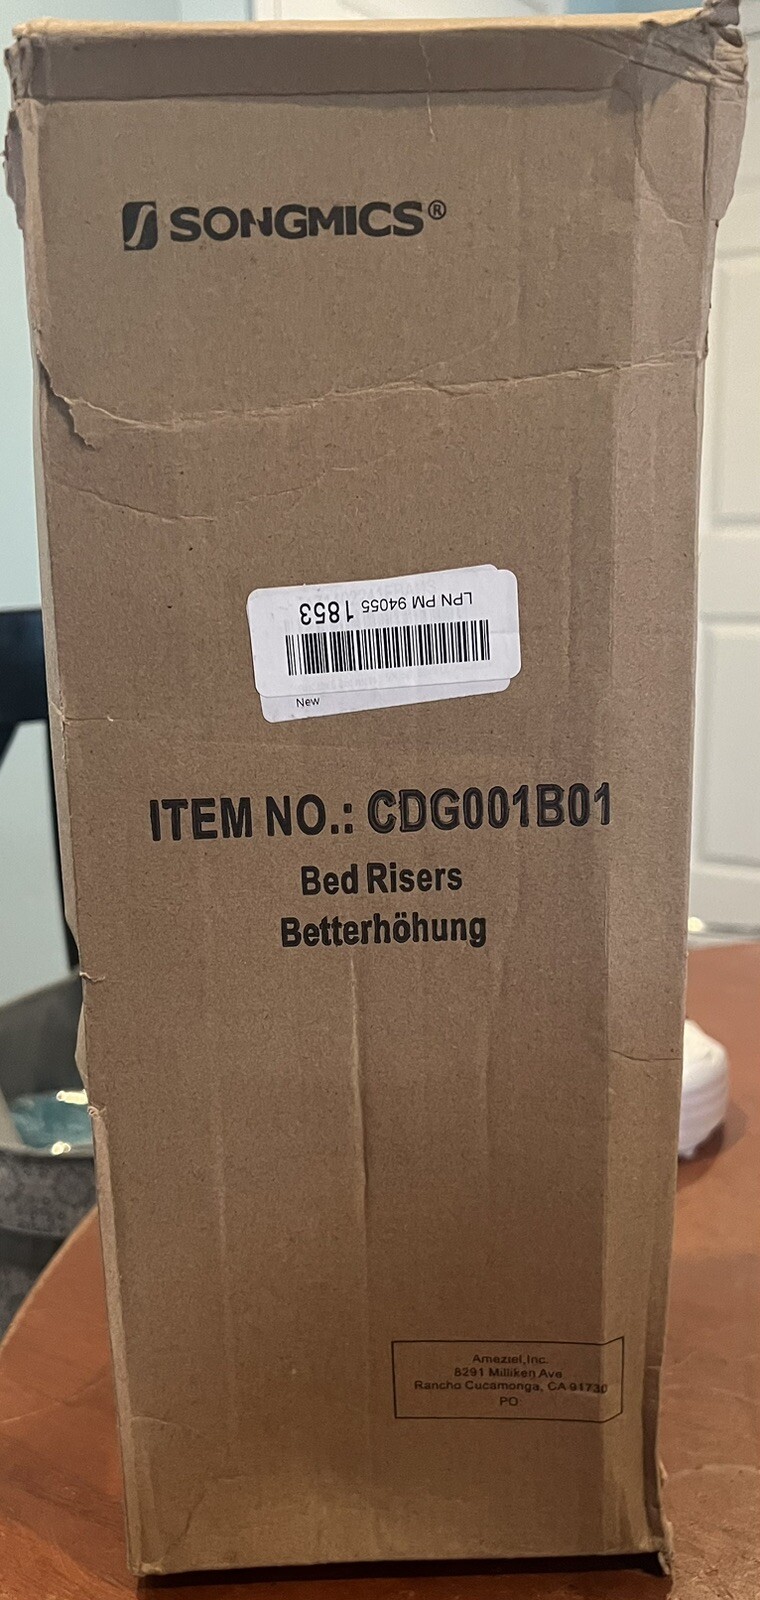 SONGMICS®
LPN PM 94055 1853
New
ITEM NO.: CDG001B01
Bed Risers
Betterhöhung
Ameziel,Inc.
8291 Milliken Ave
Rancho Cucamonga, CA 91730
PO: